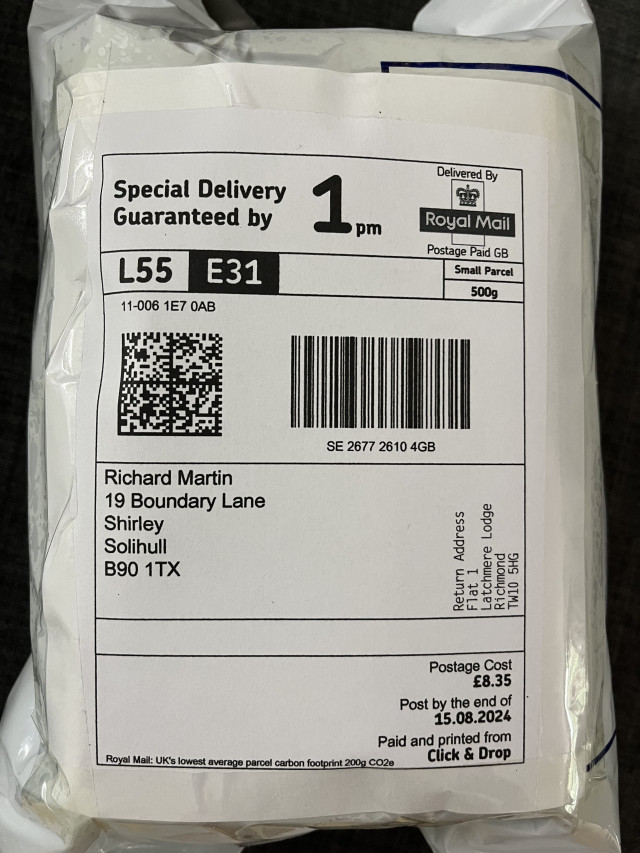 Special Delivery
Guaranteed by
1pm
Delivered By
Royal Mail
Postage Paid GB
L55 E31
Small Parcel
500g
11-006 1E7 0AB
SE 2677 2610 4GB
Richard Martin
19 Boundary Lane
Shirley
Solihull
B90 1TX
Return Address
Flat 1
Latchmere Lodge
Richmond
TW10 5HG
Postage Cost
£8.35
Post by the end of
15.08.2024
Paid and printed from
Click & Drop
Royal Mail: UK's lowest average parcel carbon footprint 200g CO2e